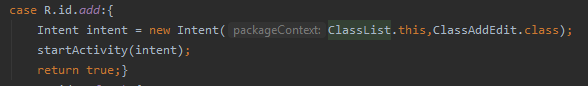 case R.id.add:{
Intent intent = new Intent( packageContext: ClassList.this,ClassAddEdit.class);
startActivity(intent);
return true;}